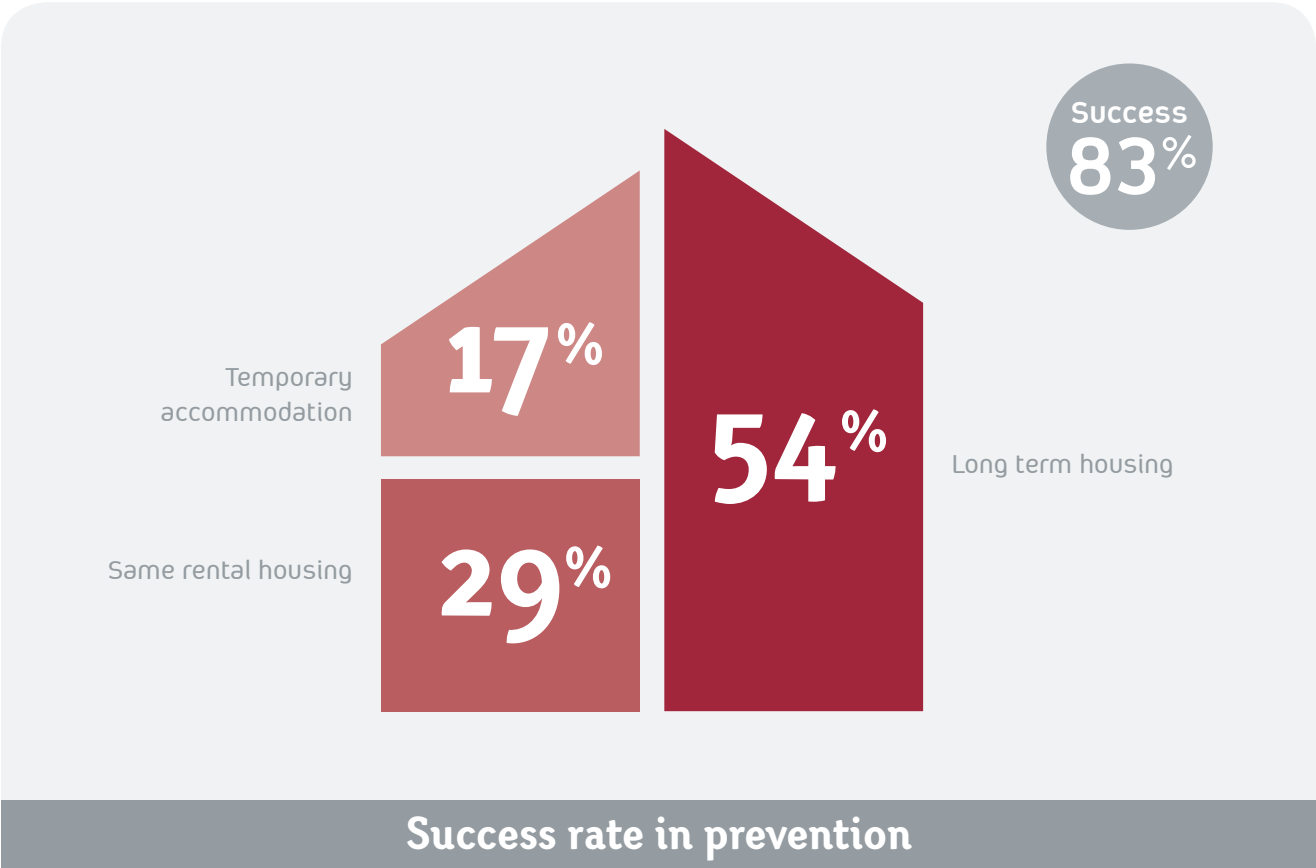 Success
83%
17%
Temporary
accommodation
54%
Long term housing
Same rental housing
29%
Success rate in prevention